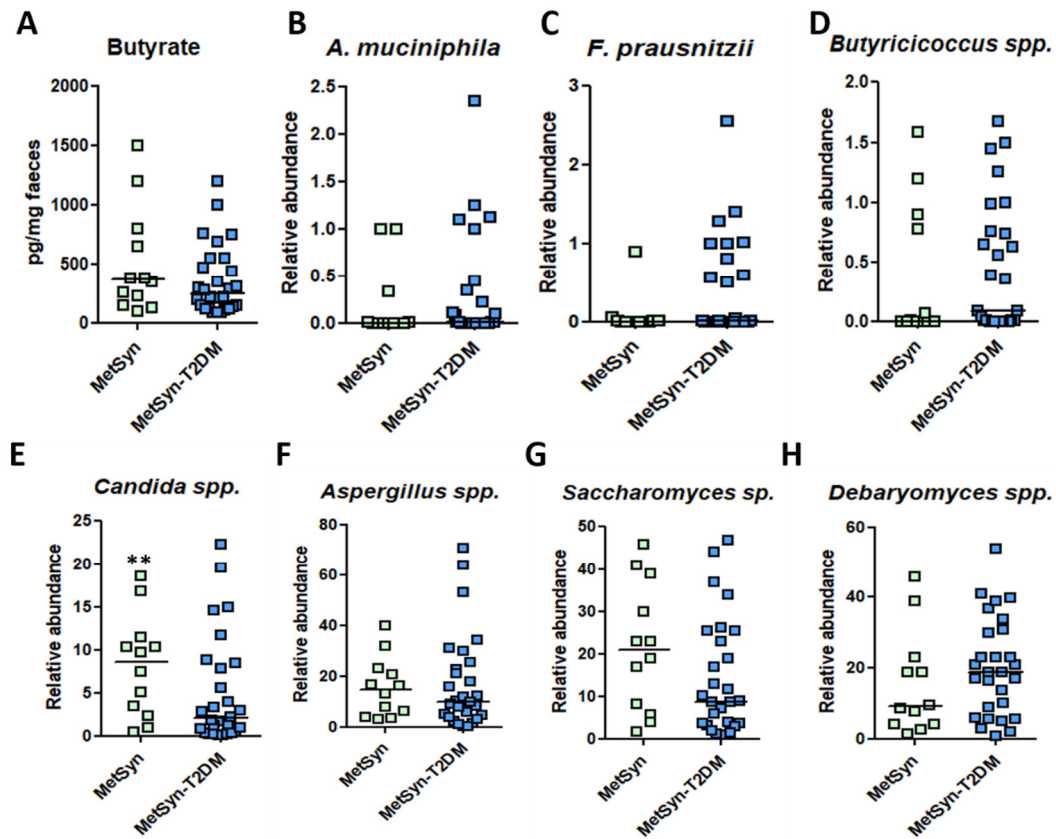 A
Butyrate
pg/mg faeces
2000
1500
1000
500
0
MetSyn
MetSyn-T2DM
B
A. muciniphila
Relative abundance
2.5
2.0
1.5
1.0
0.5
0.0
MetSyn
MetSyn-T2DM
C
F. prausnitzii
Relative abundance
3
2
1
0
MetSyn
MetSyn-T2DM
D
Butyricicoccus spp.
Relative abundance
2.0
1.5
1.0
0.5
0.0
MetSyn
MetSyn-T2DM
E
Candida spp.
Relative abundance
25
20
15
10
5
0
**
MetSyn
MetSyn-T2DM
F
Aspergillus spp.
Relative abundance
80
60
40
20
0
MetSyn
MetSyn-T2DM
G
Saccharomyces sp.
Relative abundance
50
40
30
20
10
0
MetSyn
MetSyn-T2DM
H
Debaryomyces spp.
Relative abundance
60
40
20
0
MetSyn
MetSyn-T2DM